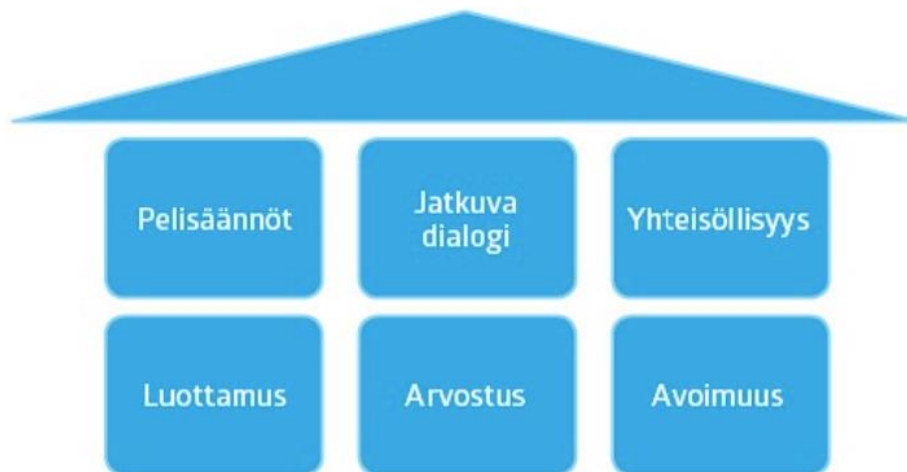 Pelisäännöt
Jatkuva
dialogi
Yhteisöllisyys
Luottamus
Arvostus
Avoimuus